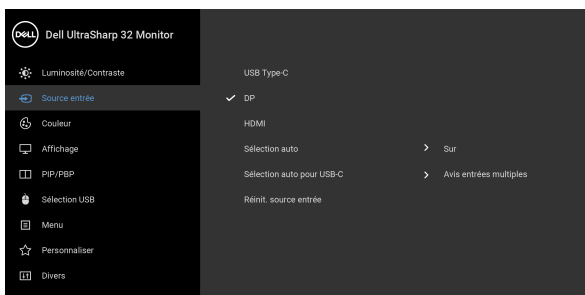 DELL Dell UltraSharp 32 Monitor
Luminosité/Contraste
Source entrée
Couleur
Affichage
PIP/PBP
Sélection USB
Menu
Personnaliser
Divers
USB Type-C
DP
HDMI
Sélection auto Sur
Sélection auto pour USB-C Avis entrées multiples
Réinit. source entrée